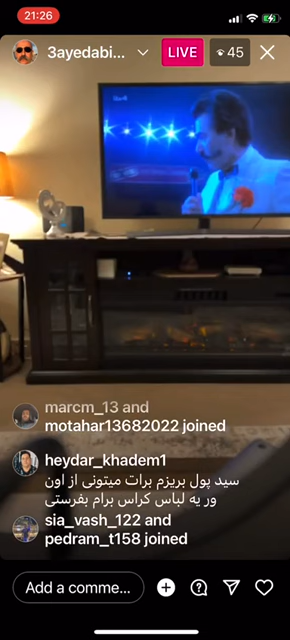 21:26
3ayedabi...
LIVE
45
marcm_13 and
motahar13682022 joined
heydar_khadem1
سید پول بریزم برات میتونی از اون
ور یه لباس کراس برام بفرستی
sia_vash_122 and
pedram_t158 joined
Add a comme...